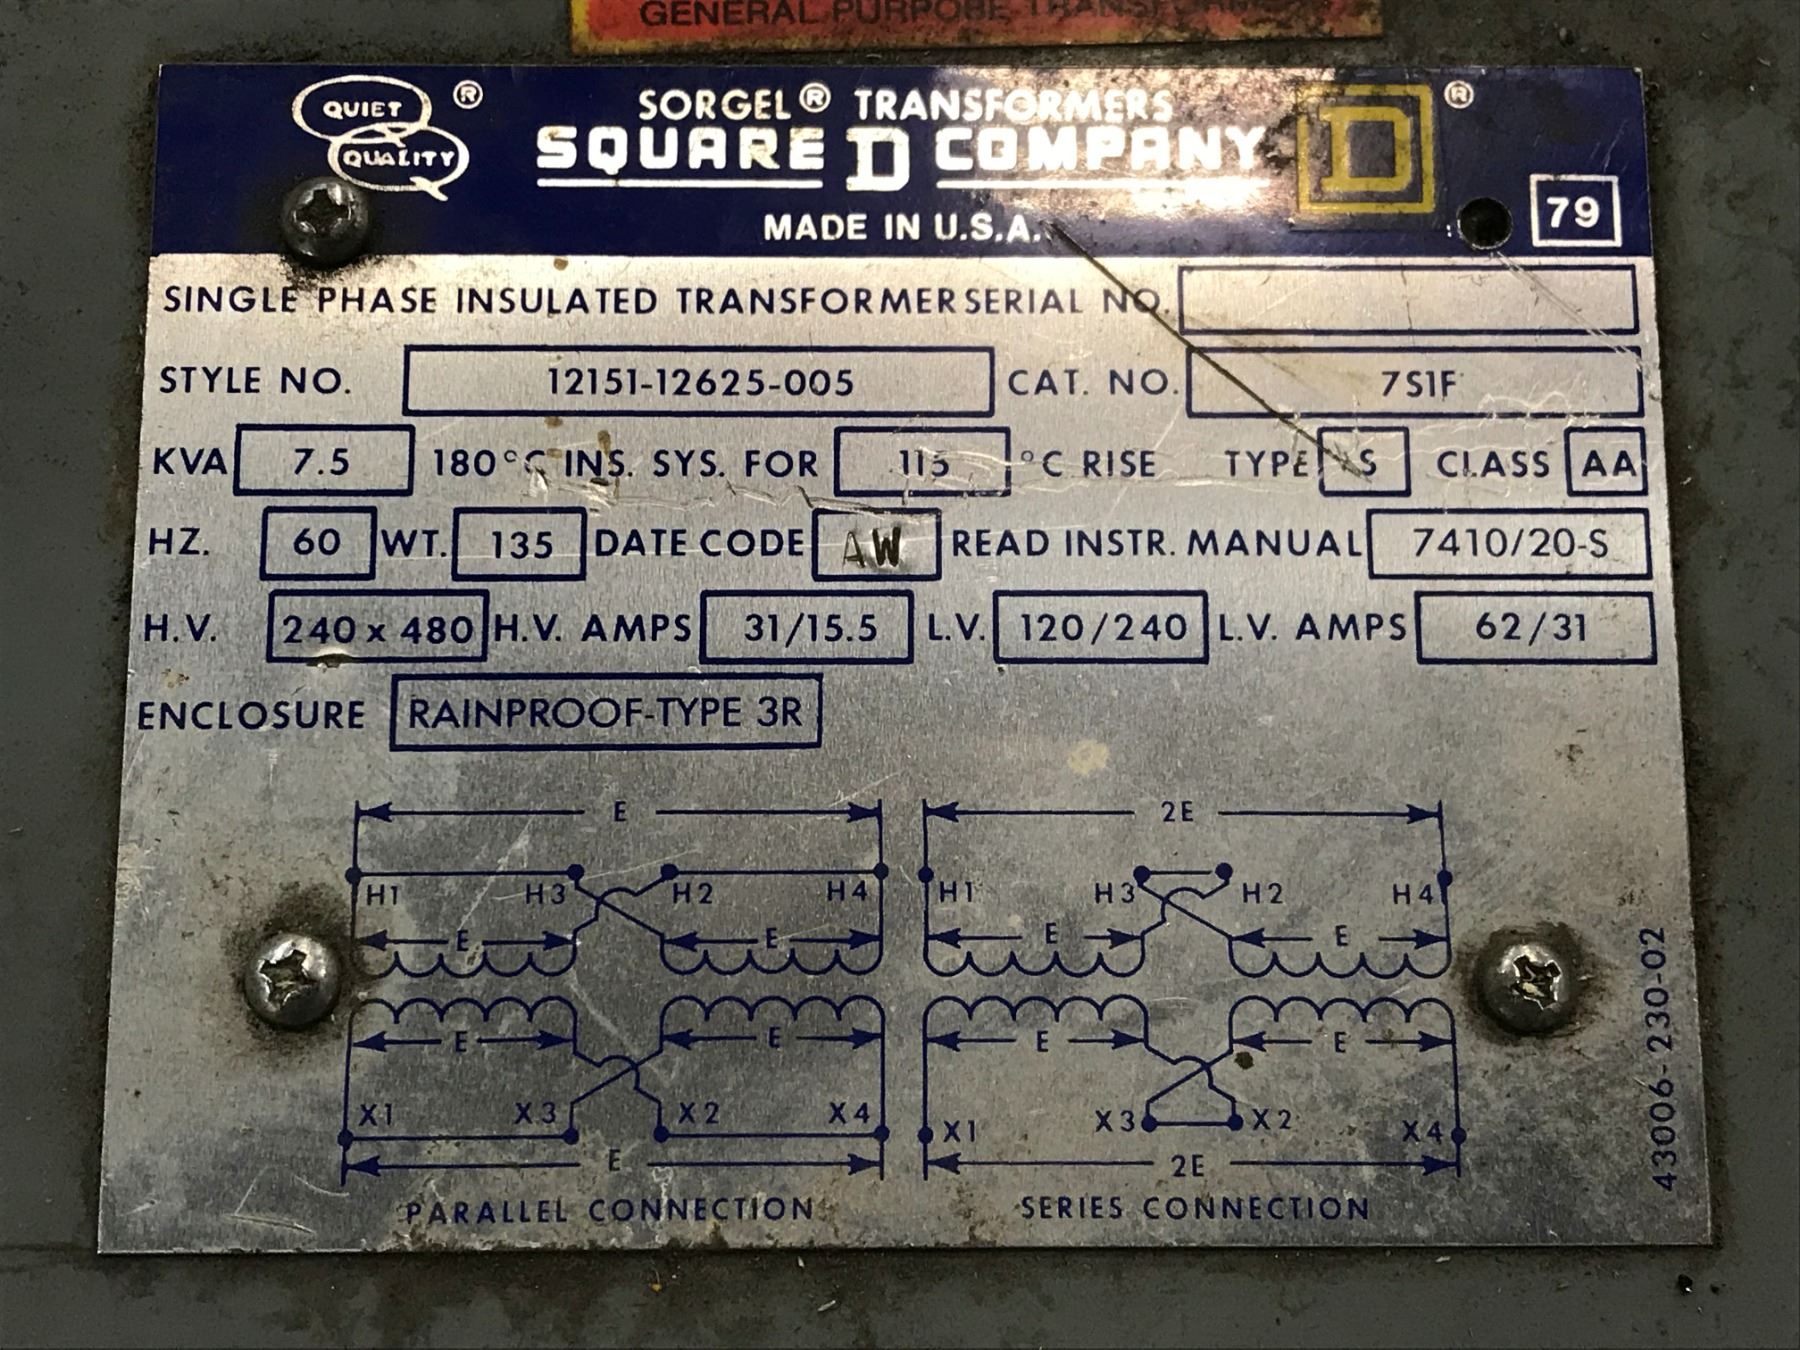 GENERAL PURPOSE TRANSFORMER
QUIET ®
QUALITY
SORGEL® TRANSFORMERS
SQUARE D COMPANY
MADE IN U.S.A.
D ®
79
SINGLE PHASE INSULATED TRANSFORMER SERIAL NO.
STYLE NO. 12151-12625-005 CAT. NO. 7S1F
KVA 7.5 180°C INS. SYS. FOR 115 °C RISE TYPE S CLASS AA
HZ. 60 WT. 135 DATE CODE AW READ INSTR. MANUAL 7410/20-S
H.V. 240 x 480 H.V. AMPS 31/15.5 L.V. 120/240 L.V. AMPS 62/31
ENCLOSURE RAINPROOF-TYPE 3R
E 2E
H1 H3 H2 H4 H1 H3 H2 H4
E E E E
E E E E
X1 X3 X2 X4 X1 X3 X2 X4
E 2E
PARALLEL CONNECTION SERIES CONNECTION
43006-230-02